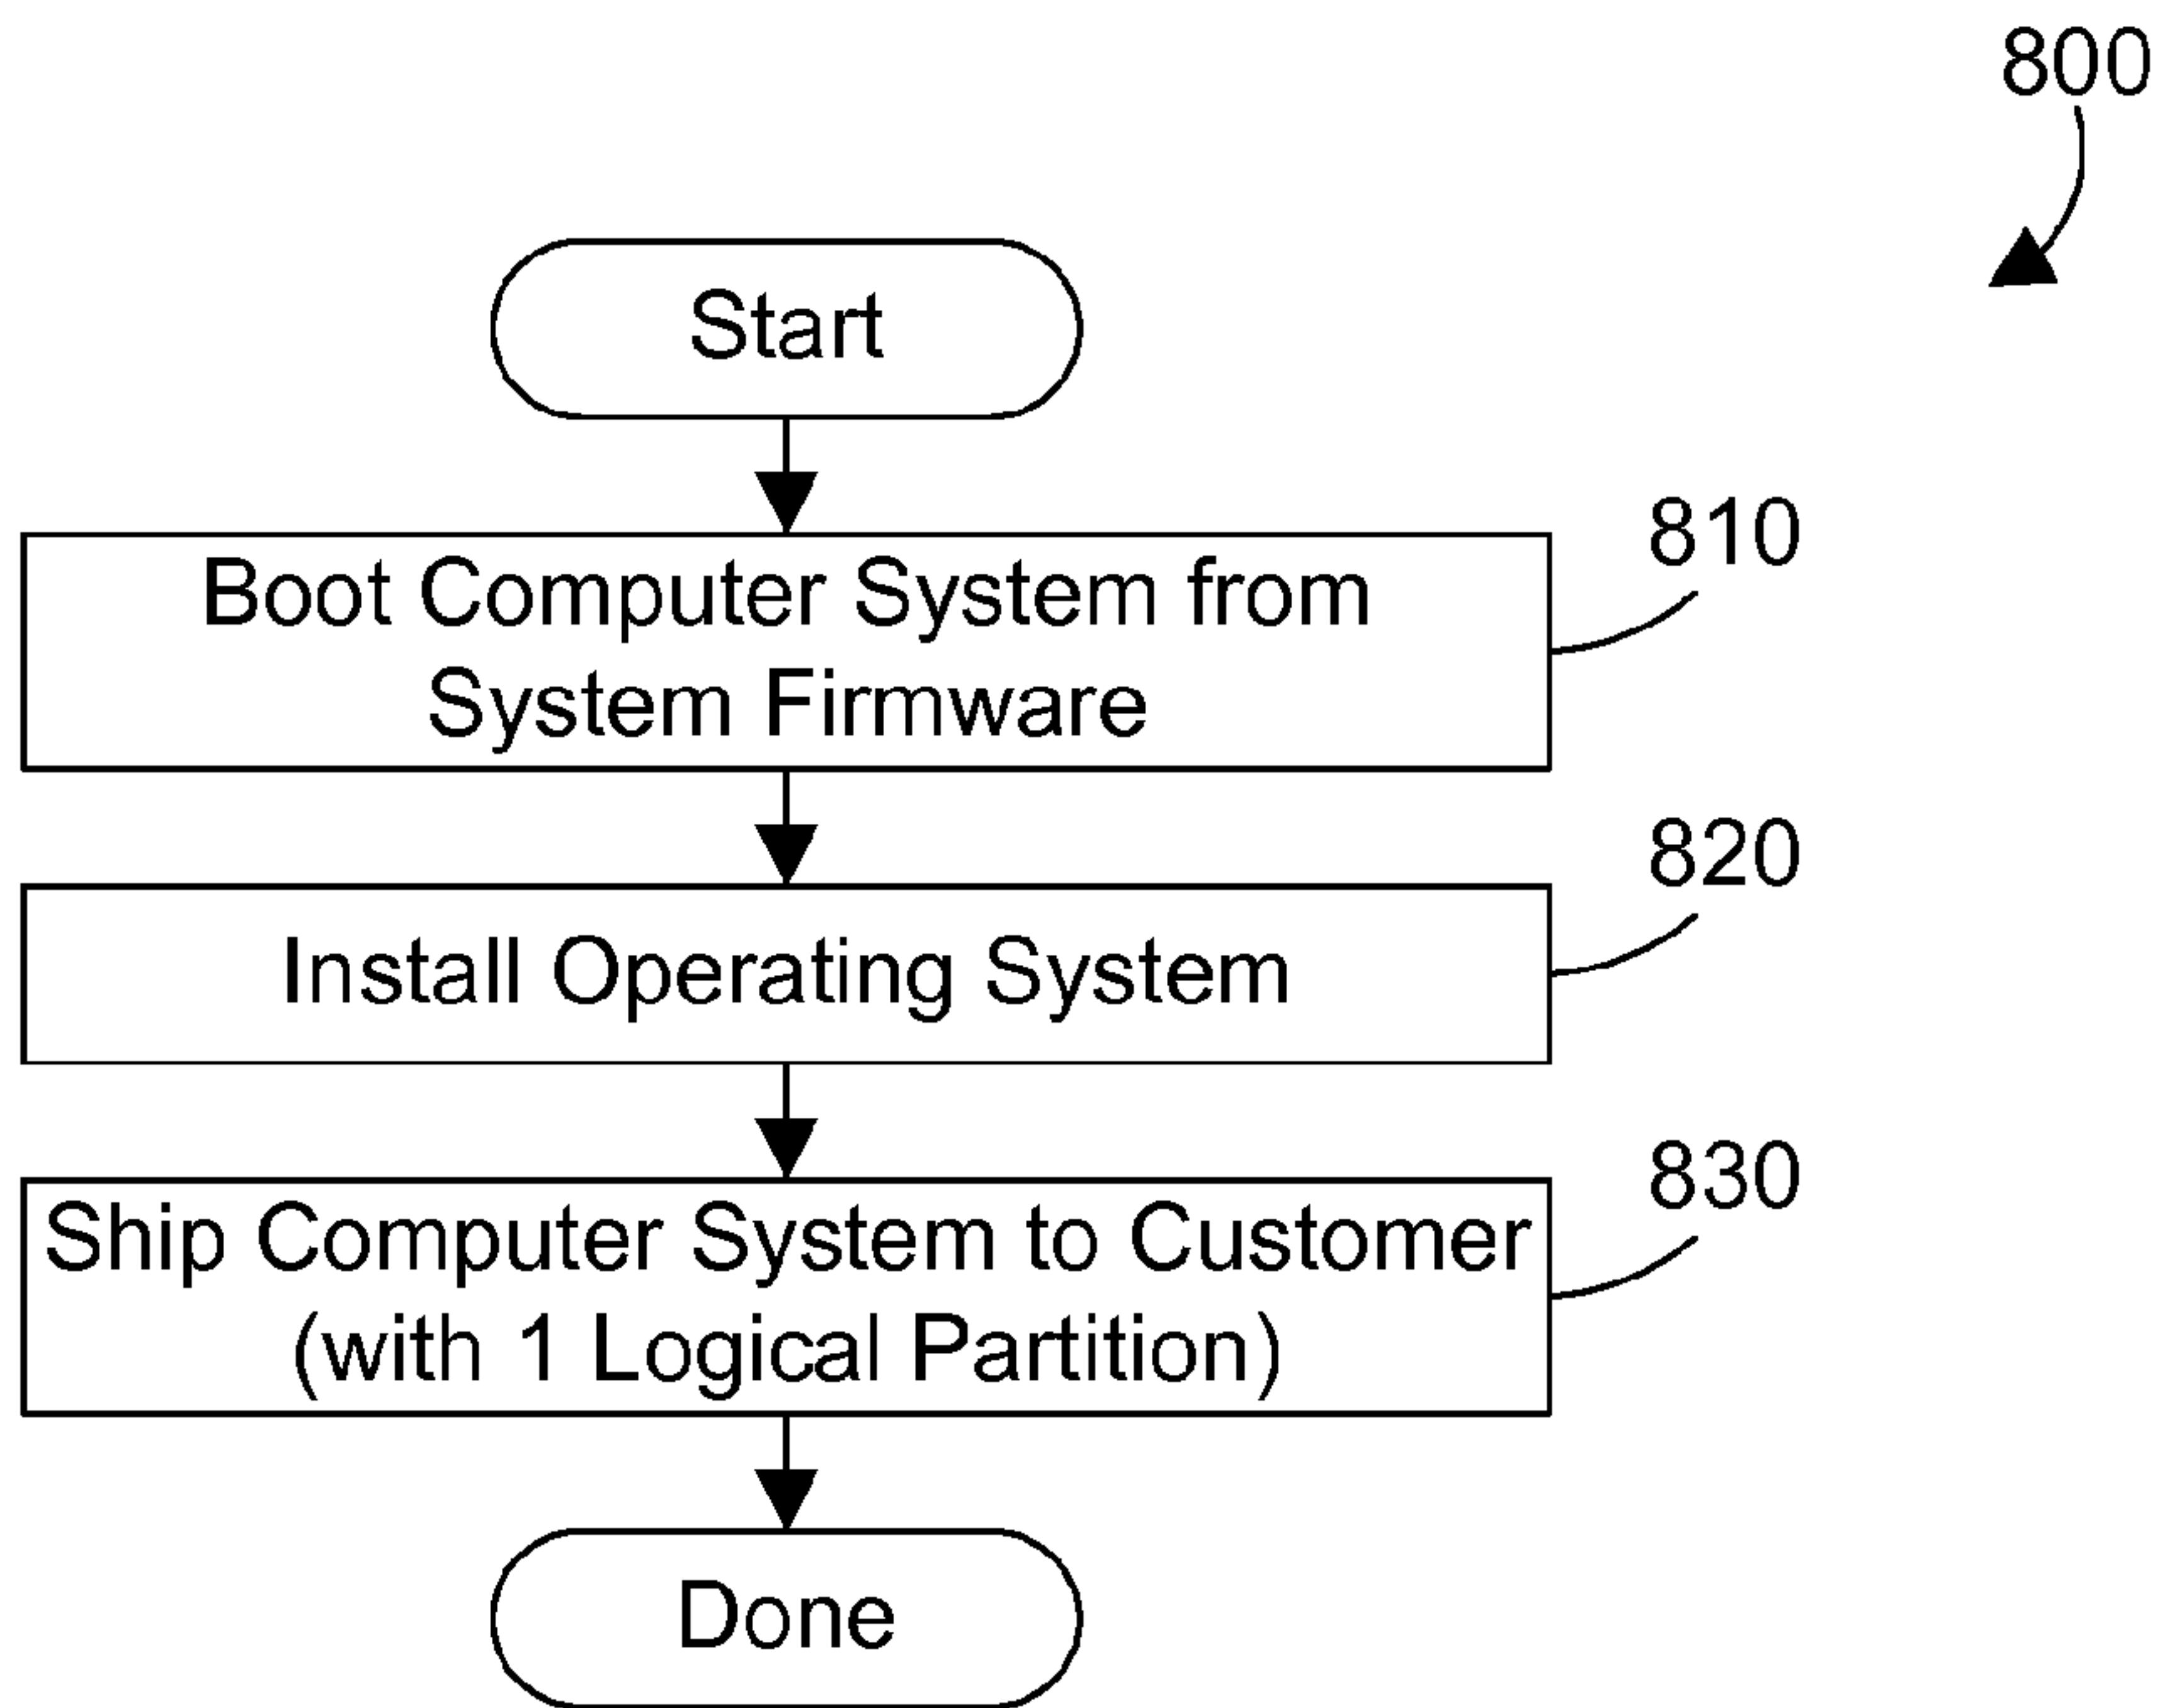 800
Start
810
Boot Computer System from
System Firmware
820
Install Operating System
830
Ship Computer System to Customer
(with 1 Logical Partition)
Done